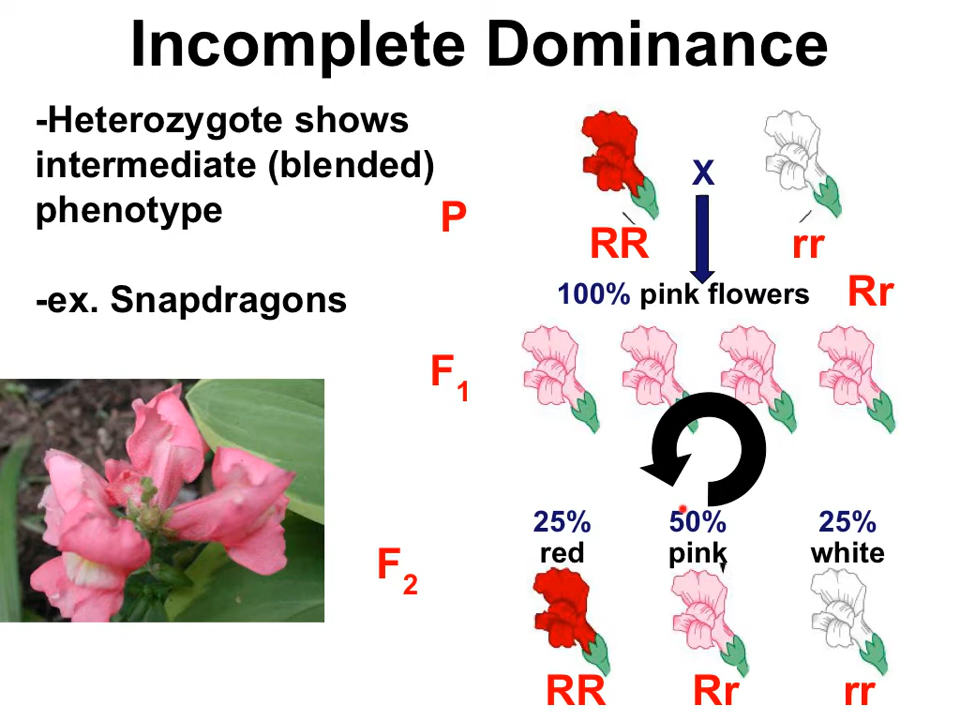 Incomplete Dominance
-Heterozygote shows
intermediate (blended)
phenotype
-ex. Snapdragons
P
X
RR
rr
100% pink flowers
Rr
F1
25%
red
50%
pink
25%
white
F2
RR
Rr
rr